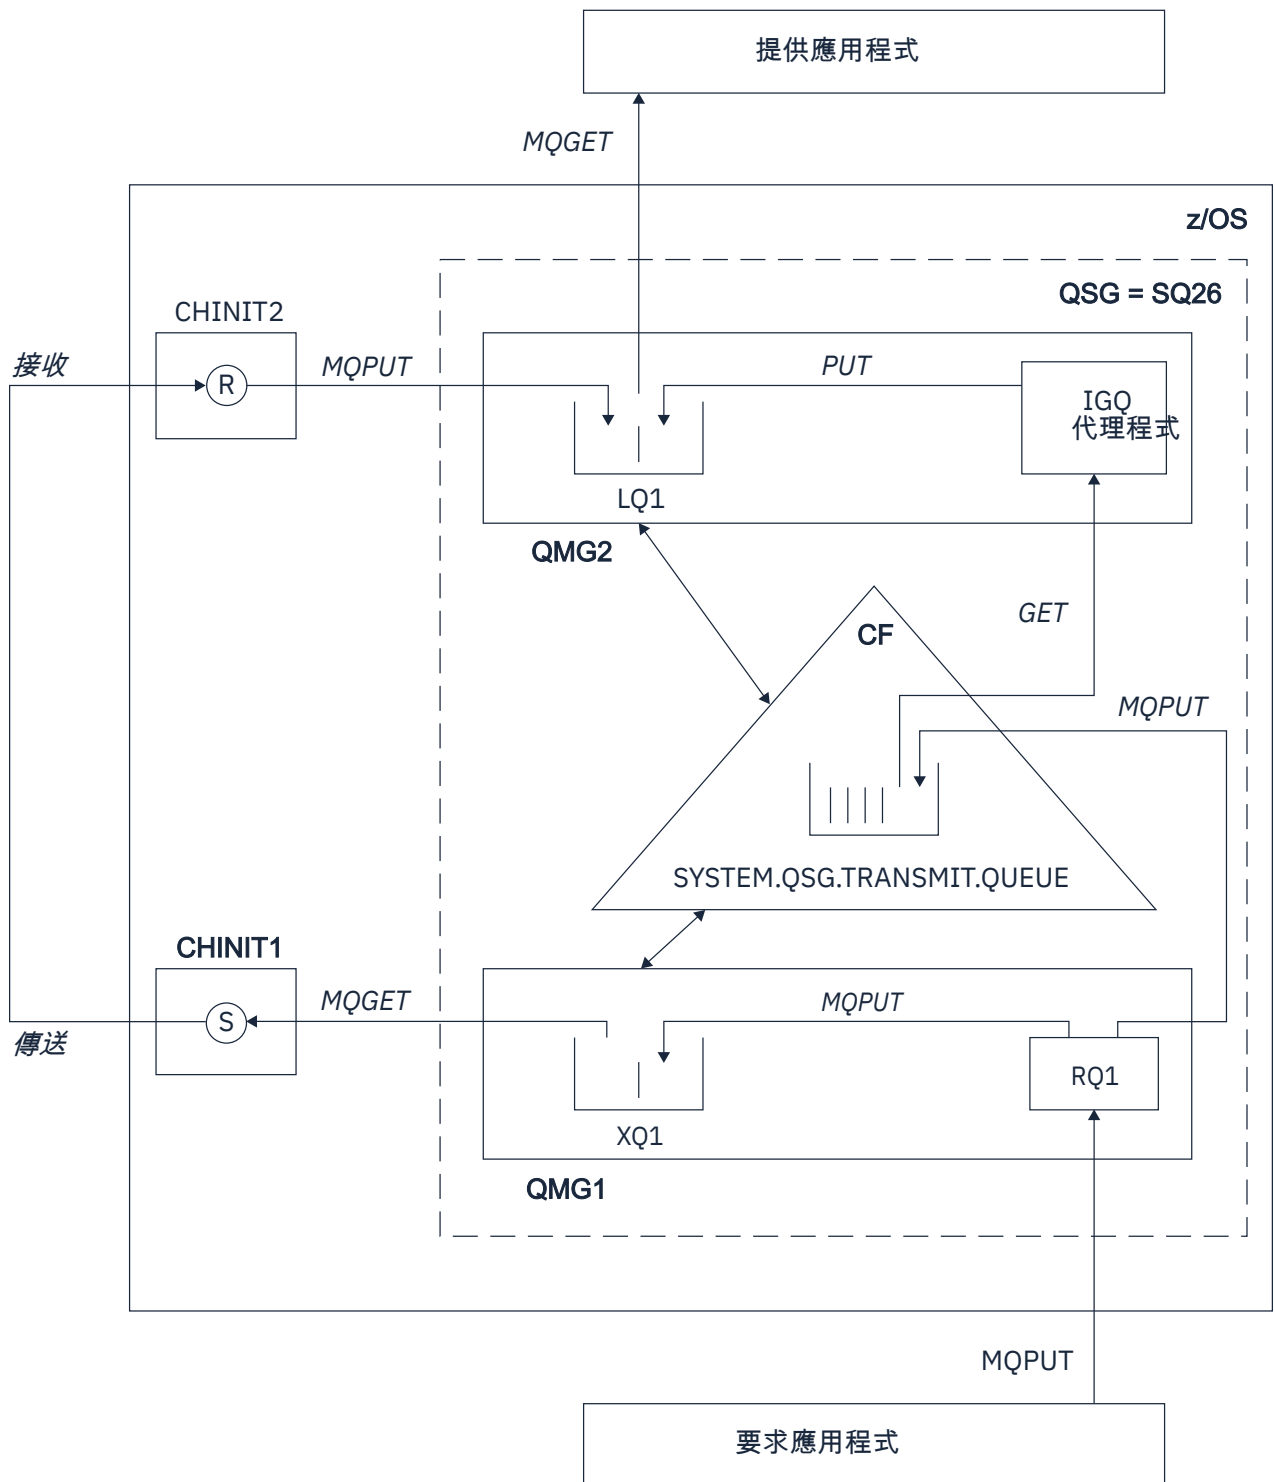 提供應用程式
MQGET
z/OS
QSG = SQ26
CHINIT2
接收
MQPUT
PUT
IGQ
代理程式
LQ1
QMG2
GET
CF
MQPUT
SYSTEM.QSG.TRANSMIT.QUEUE
CHINIT1
MQGET
MQPUT
傳送
RQ1
XQ1
QMG1
MQPUT
要求應用程式
R
S